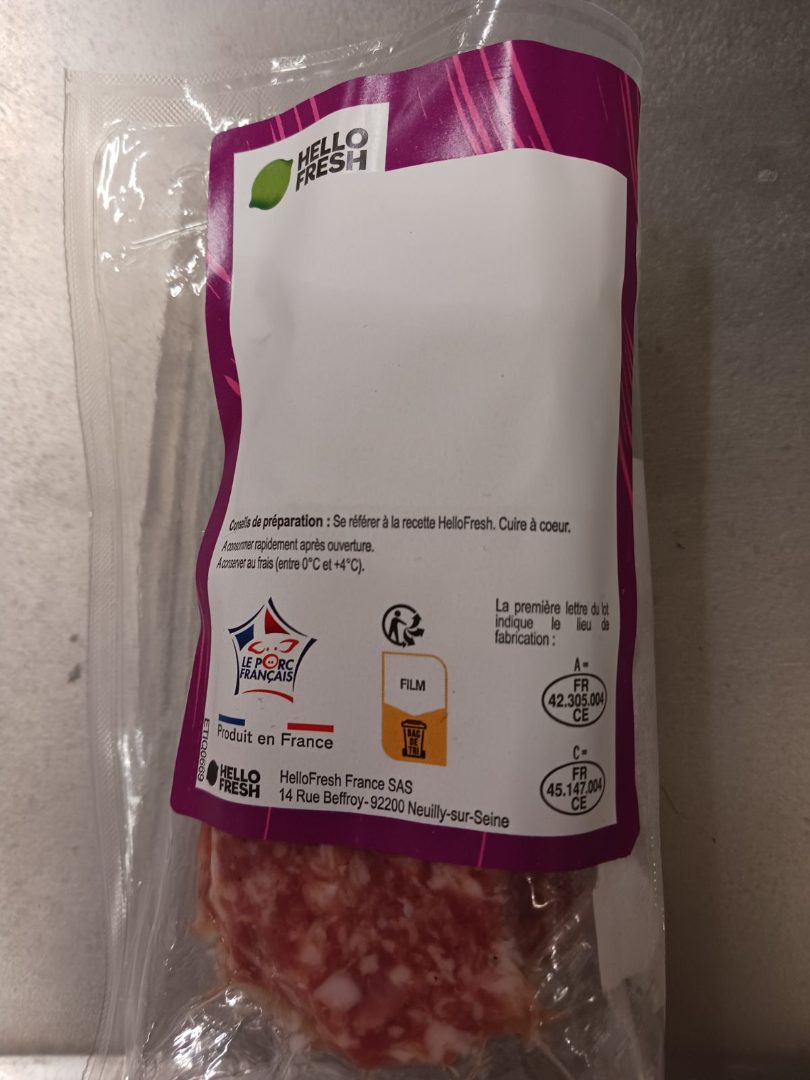 HELLO
FRESH
Conseils de préparation : Se référer à la recette HelloFresh. Cuire à coeur.
A consommer rapidement après ouverture.
A conserver au frais (entre 0°C et +4°C).
LE PORC
FRANÇAIS
Produit en France
FILM
BAC
DE
TRI
La première lettre du lot
indique le lieu de
fabrication :
A =
FR
42.305.004
CE
C =
FR
45.147.004
CE
ETIQ0669
HELLO
FRESH
HelloFresh France SAS
14 Rue Beffroy- 92200 Neuilly-sur-Seine